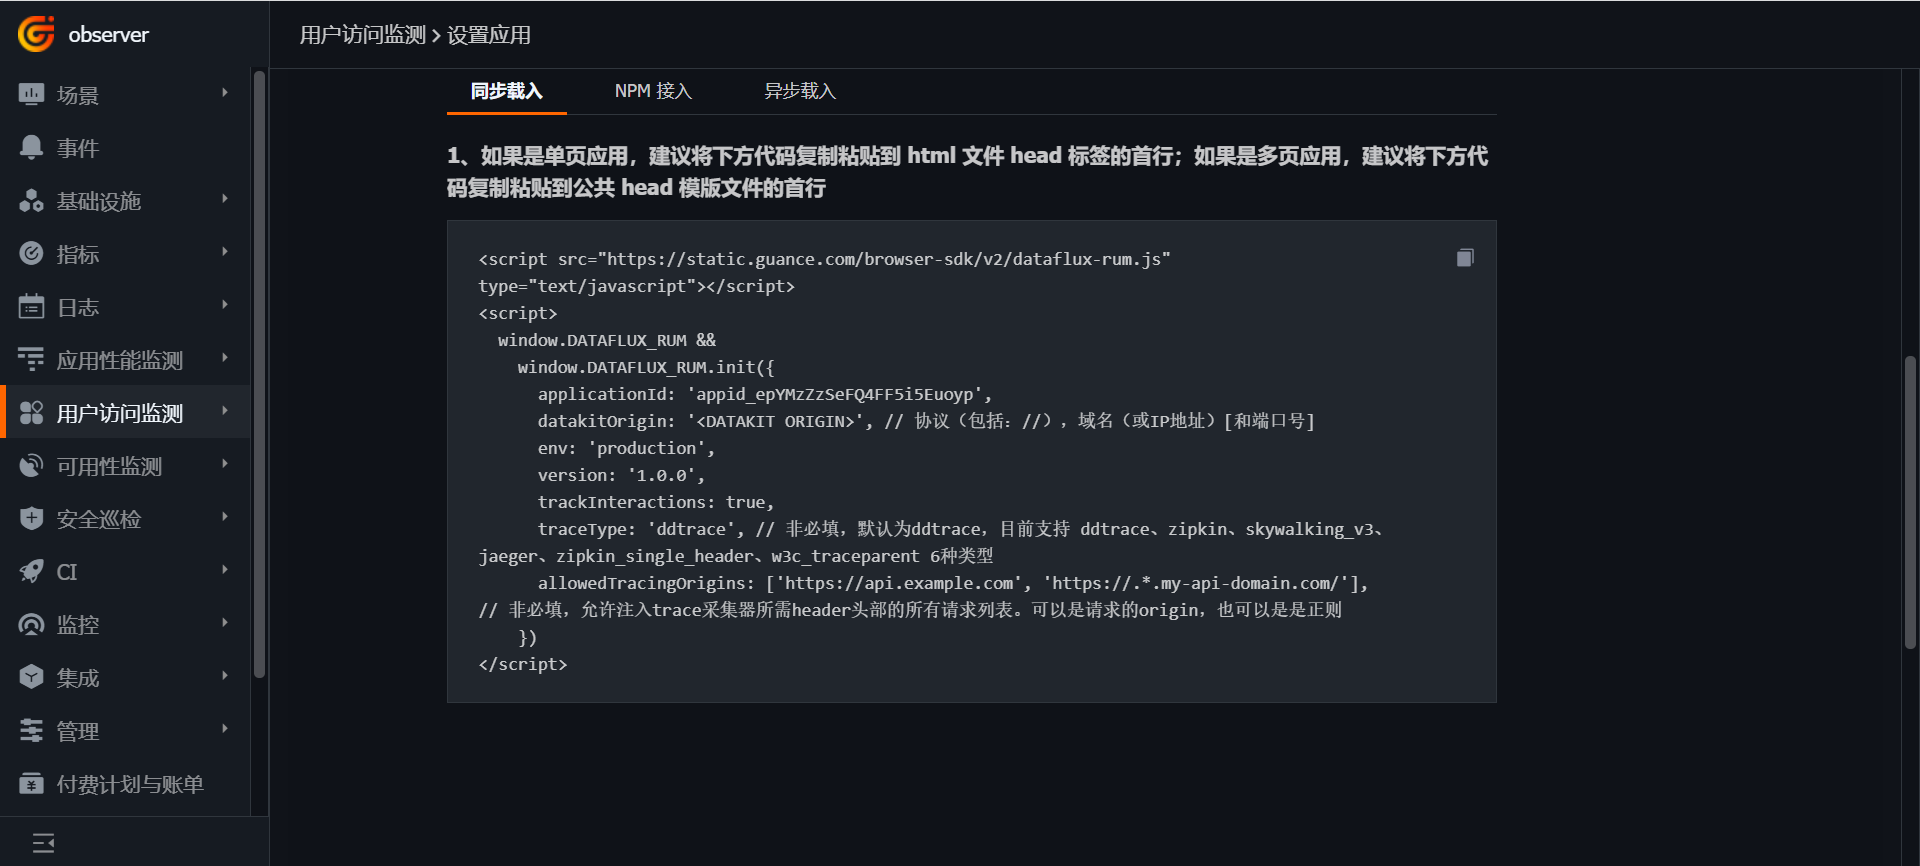 observer
场景
事件
基础设施
指标
日志
应用性能监测
用户访问监测
可用性监测
安全巡检
CI
监控
集成
管理
付费计划与账单
用户访问监测 > 设置应用
同步载入
NPM 接入
异步载入
1、如果是单页应用，建议将下方代码复制粘贴到 html 文件 head 标签的首行；如果是多页应用，建议将下方代
码复制粘贴到公共 head 模版文件的首行
<script src="https://static.guance.com/browser-sdk/v2/dataflux-rum.js"
type="text/javascript"></script>
<script>
  window.DATAFLUX_RUM &&
    window.DATAFLUX_RUM.init({
      applicationId: 'appid_epYMzZzSeFQ4FF5i5Euoyp',
      datakitOrigin: '<DATAKIT ORIGIN>', // 协议（包括：//），域名（或IP地址）[和端口号]
      env: 'production',
      version: '1.0.0',
      trackInteractions: true,
      traceType: 'ddtrace', // 非必填，默认为ddtrace，目前支持 ddtrace、zipkin、skywalking_v3、
jaeger、zipkin_single_header、w3c_traceparent 6种类型
      allowedTracingOrigins: ['https://api.example.com', 'https://.*.my-api-domain.com/'],
// 非必填，允许注入trace采集器所需header头部的所有请求列表。可以是请求的origin，也可以是是正则
    })
</script>